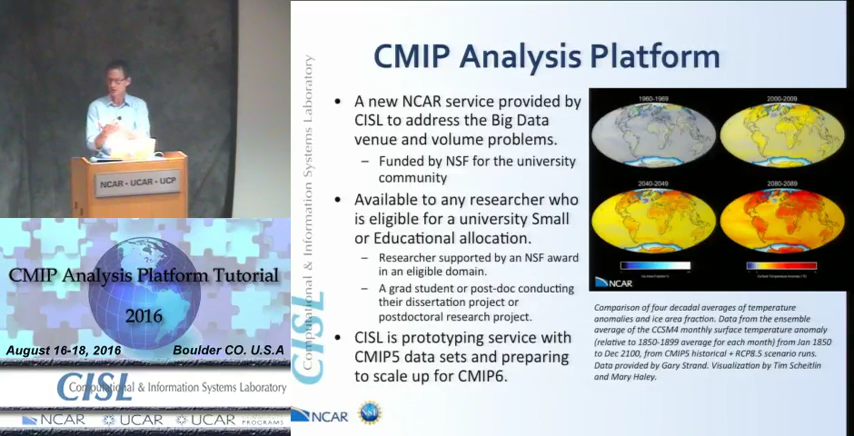 NCAR - UCAR - UCP
CMIP Analysis Platform Tutorial
2016
August 16-18, 2016
Boulder CO. U.S.A
CISL
Computational & Information Systems Laboratory
NCAR
UCAR
UCAR PROGRAMS
CISL
Computational & Information Systems Laboratory
CMIP Analysis Platform
• A new NCAR service provided by
CISL to address the Big Data
venue and volume problems.
– Funded by NSF for the university
community
• Available to any researcher who
is eligible for a university Small
or Educational allocation.
– Researcher supported by an NSF award
in an eligible domain.
– A grad student or post-doc conducting
their dissertation project or
postdoctoral research project.
• CISL is prototyping service with
CMIP5 data sets and preparing
to scale up for CMIP6.
NCAR
NSF
1980-1989
2000-2009
2040-2049
2080-2089
NCAR
Comparison of four decadal averages of temperature
anomalies and ice area fraction. Data from the ensemble
average of the CCSM4 monthly surface temperature anomaly
(relative to 1850-1899 average for each month) from Jan 1850
to Dec 2100, from CMIP5 historical + RCP8.5 scenario runs.
Data provided by Gary Strand. Visualization by Tim Scheitlin
and Mary Haley.